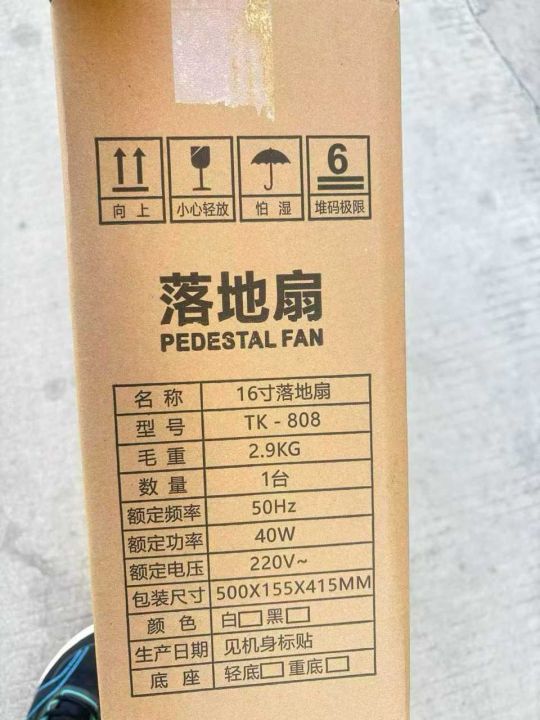 6
向上 小心轻放 怕湿 堆码极限
落地扇
PEDESTAL FAN
名称 16寸落地扇
型号 TK - 808
毛重 2.9KG
数量 1台
额定频率 50Hz
额定功率 40W
额定电压 220V~
包装尺寸 500X155X415MM
颜色 白□ 黑□
生产日期 见机身标贴
底座 轻底□ 重底□